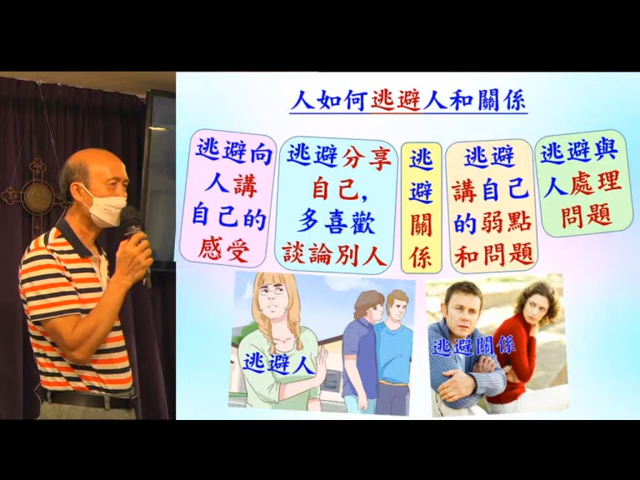 人如何逃避人和關係
逃避向
人講
自己的
感受
逃避分享
自己,
多喜歡
談論別人
逃
避
關
係
逃避
講自己
的弱點
和問題
逃避與
人處理
問題
逃避人
逃避關係